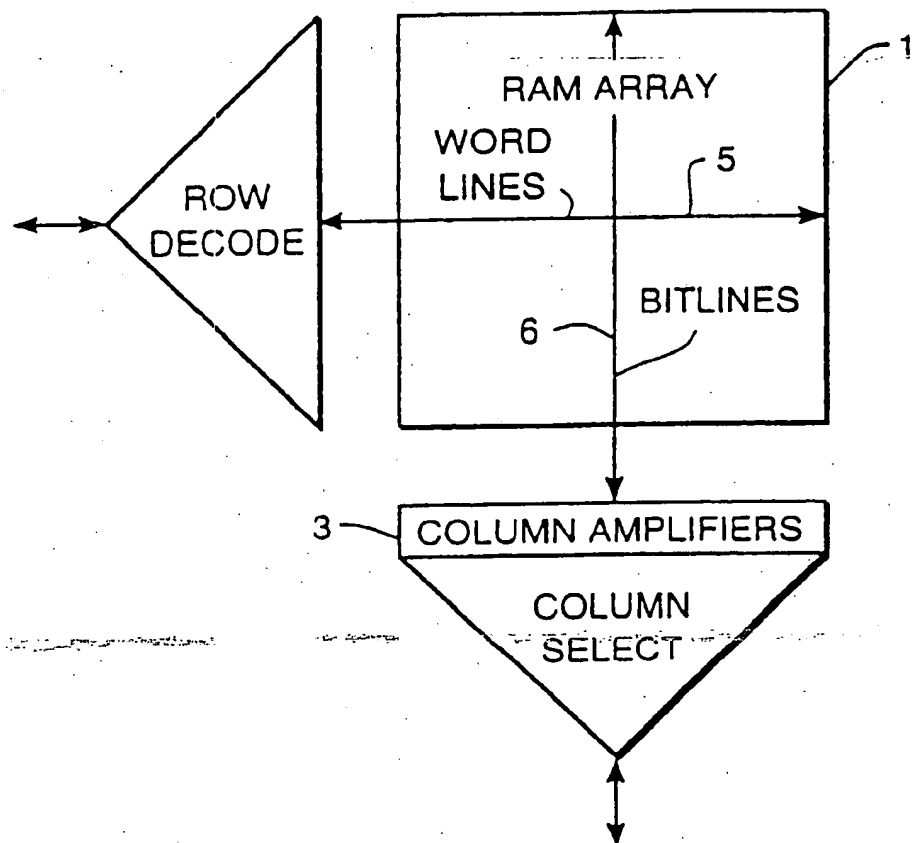 1
RAM ARRAY
WORD
LINES
5
ROW
DECODE
BITLINES
6
3
COLUMN AMPLIFIERS
COLUMN
SELECT